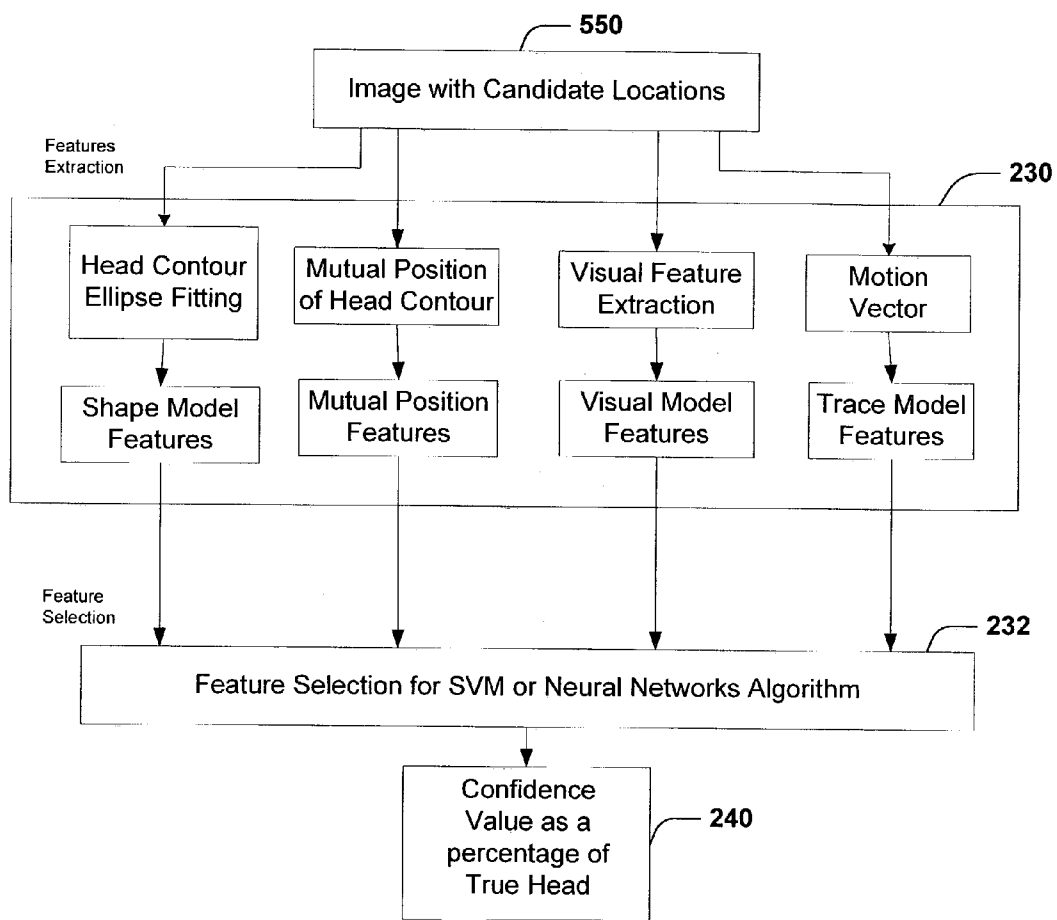 550
Image with Candidate Locations
Features
Extraction
230
Head Contour
Ellipse Fitting
Mutual Position
of Head Contour
Visual Feature
Extraction
Motion
Vector
Shape Model
Features
Mutual Position
Features
Visual Model
Features
Trace Model
Features
Feature
Selection
232
Feature Selection for SVM or Neural Networks Algorithm
Confidence
Value as a
percentage of
True Head
240